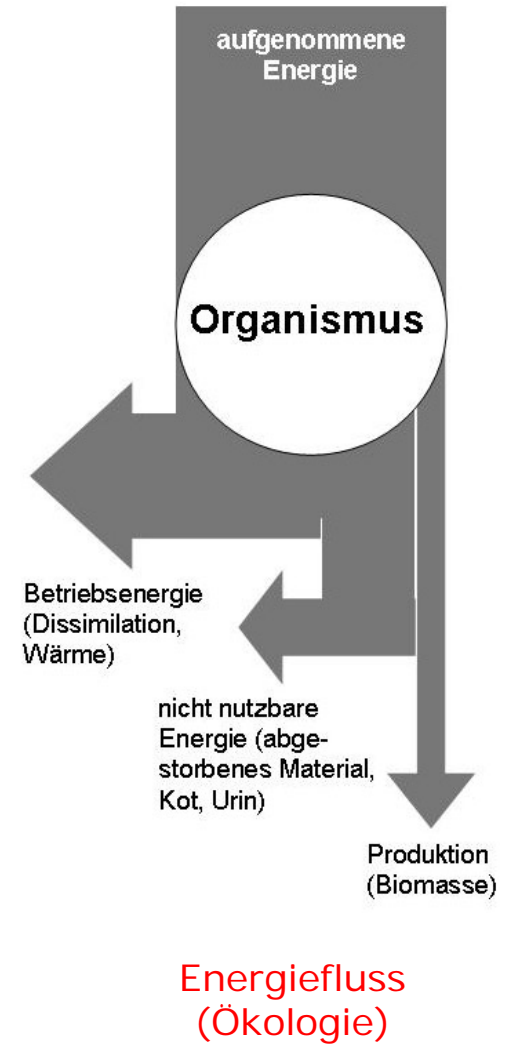 aufgenommene
Energie
Organismus
Betriebsenergie
(Dissimilation,
Wärme)
nicht nutzbare
Energie (abge-
storbenes Material,
Kot, Urin)
Produktion
(Biomasse)
Energiefluss
(Ökologie)